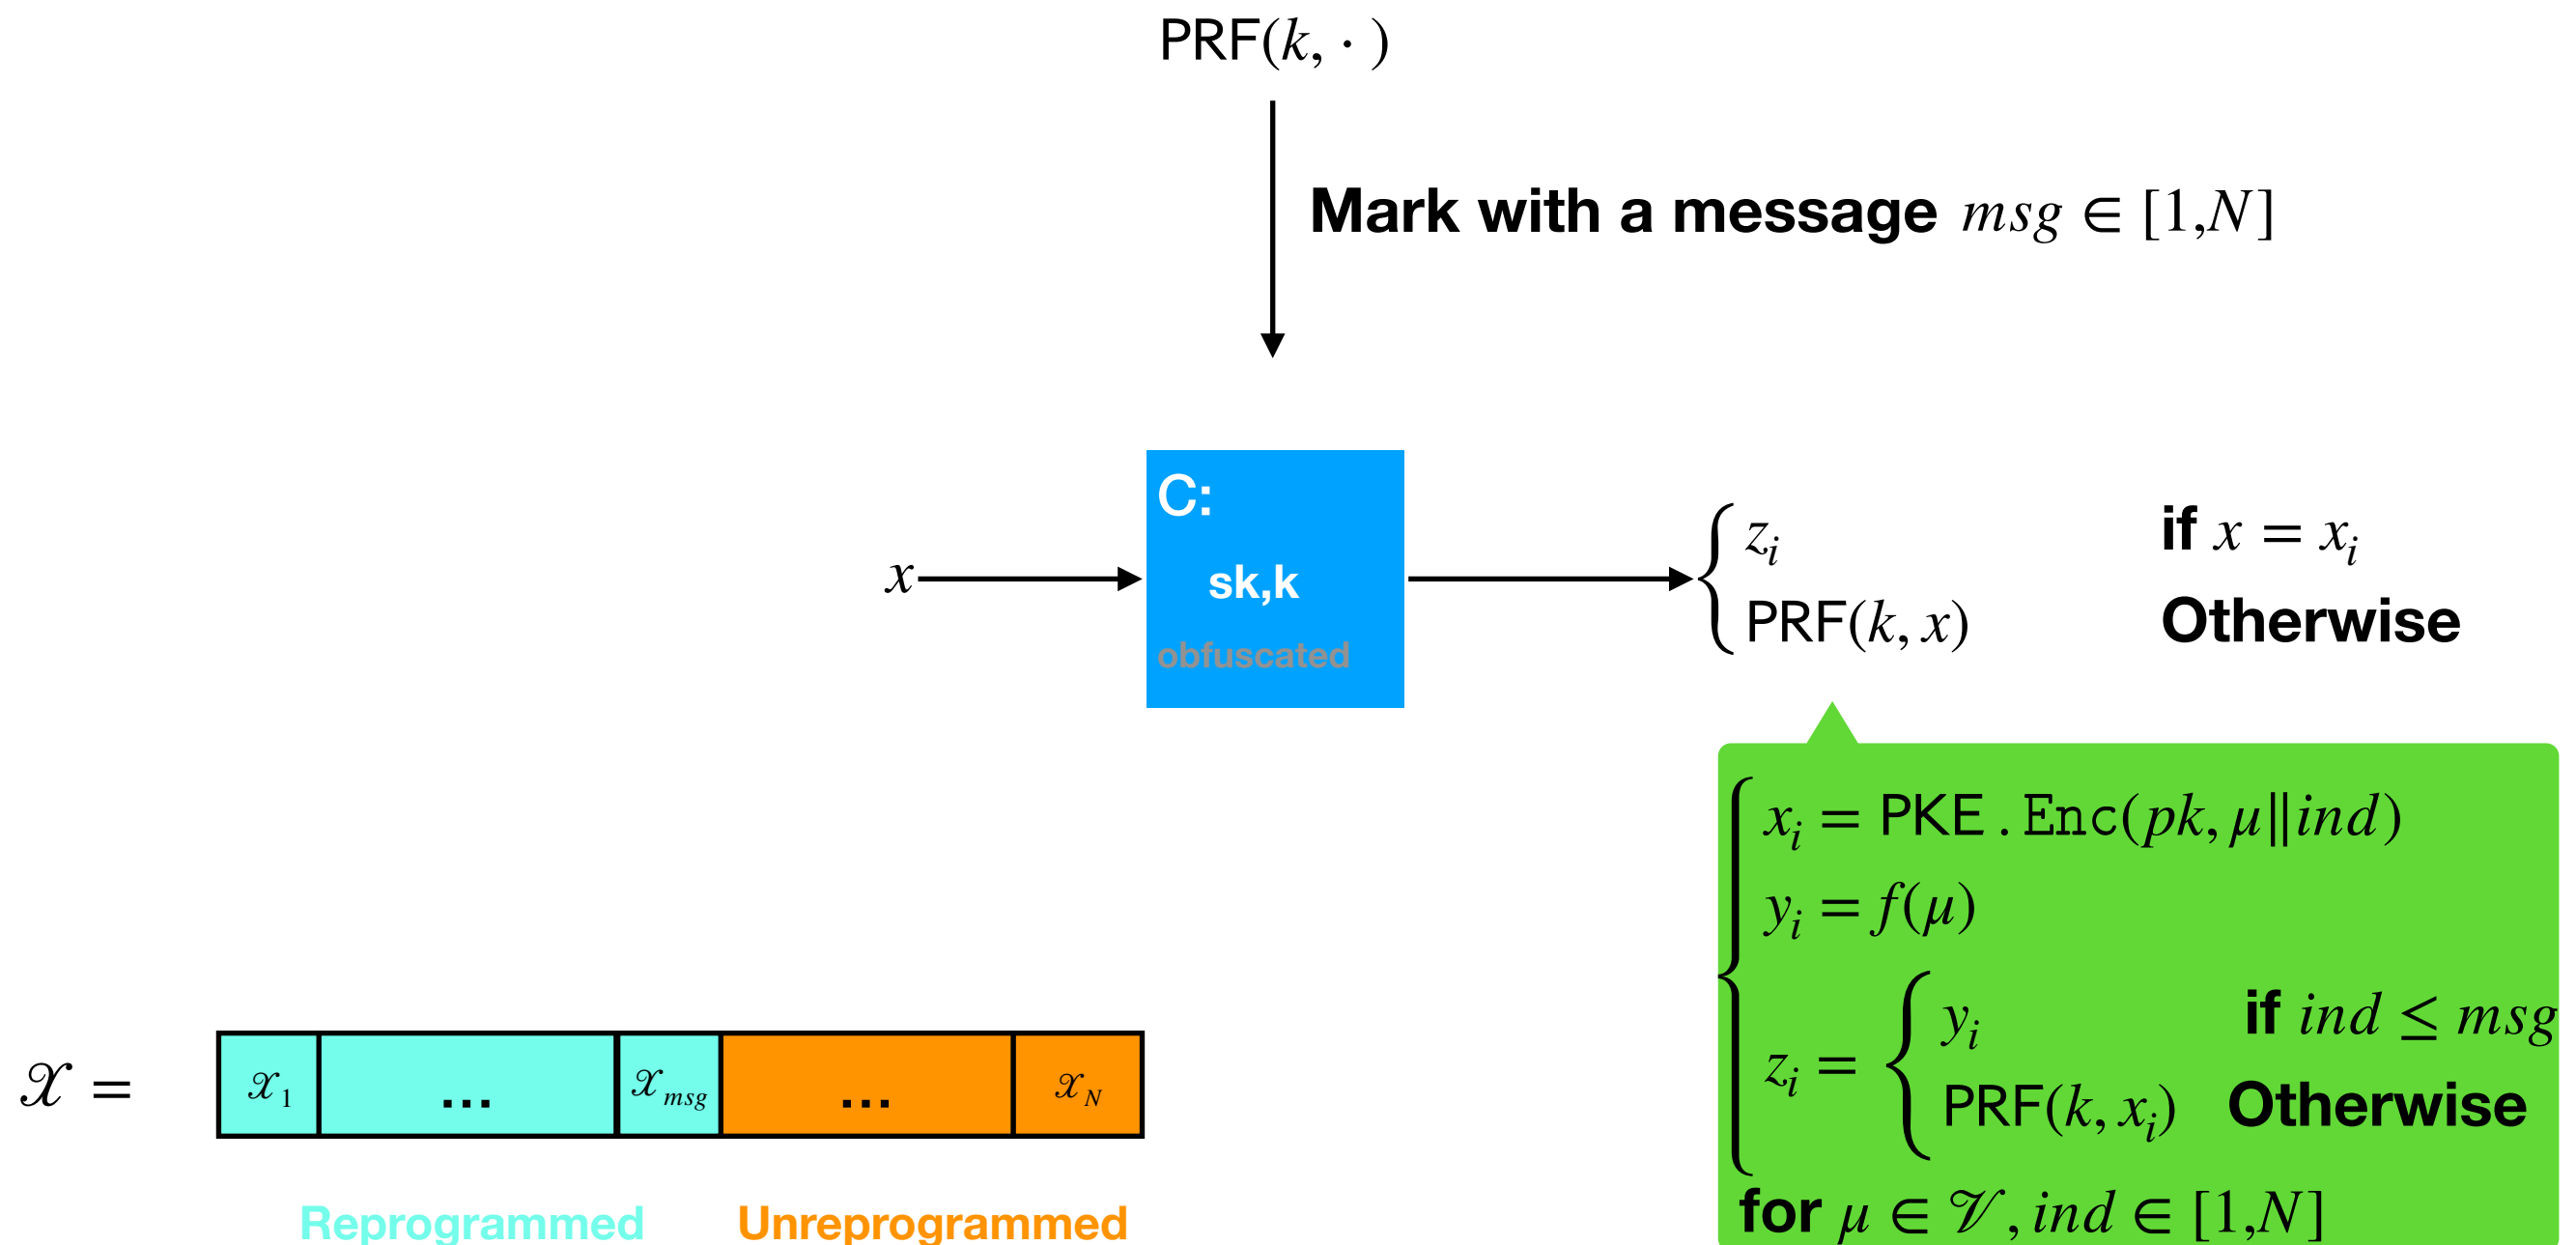 PRF(k, · )
Mark with a message msg ∈ [1,N]
C:
sk,k
obfuscated
x
z_i if x = x_i
PRF(k, x) Otherwise
x_i = PKE . Enc(pk, μ∥ind)
y_i = f(μ)
z_i = y_i if ind ≤ msg
PRF(k, x_i) Otherwise
for μ ∈ 𝒱, ind ∈ [1,N]
𝒳 = 𝒳_1 ... 𝒳_msg ... 𝒳_N
Reprogrammed Unreprogrammed